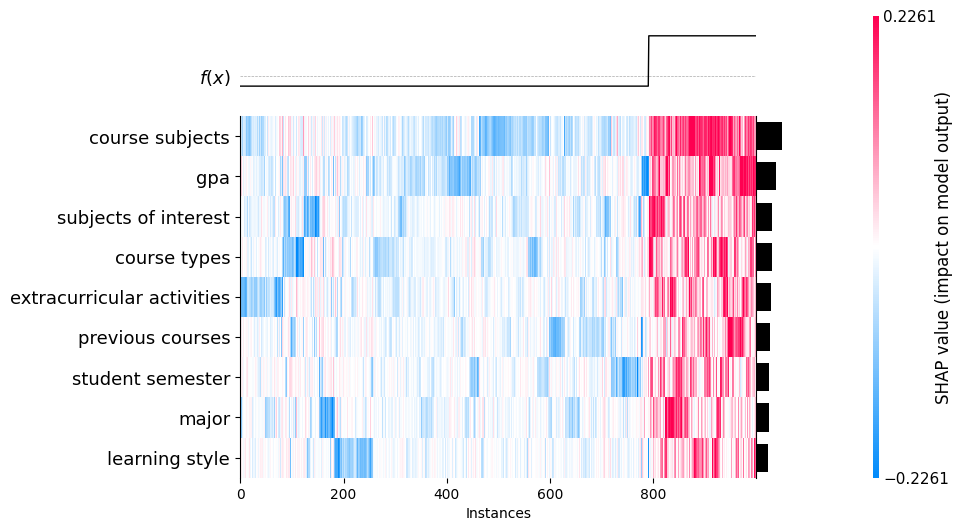 0.2261
f(x)
course subjects
gpa
subjects of interest
course types
extracurricular activities
previous courses
student semester
major
learning style
SHAP value (impact on model output)
−0.2261
0 200 400 600 800
Instances